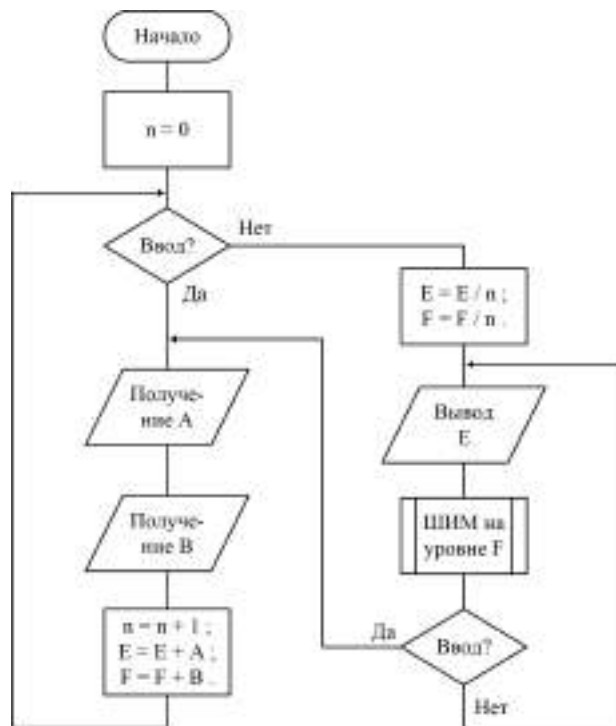 Начало
n = 0
Ввод?
Нет
Да
E = E / n ;
F = F / n .
Получе-
ние A
Вывод
E
Получе-
ние B
ШИМ на
уровне F
n = n + 1 ;
E = E + A ;
F = F + B .
Да
Ввод?
Нет